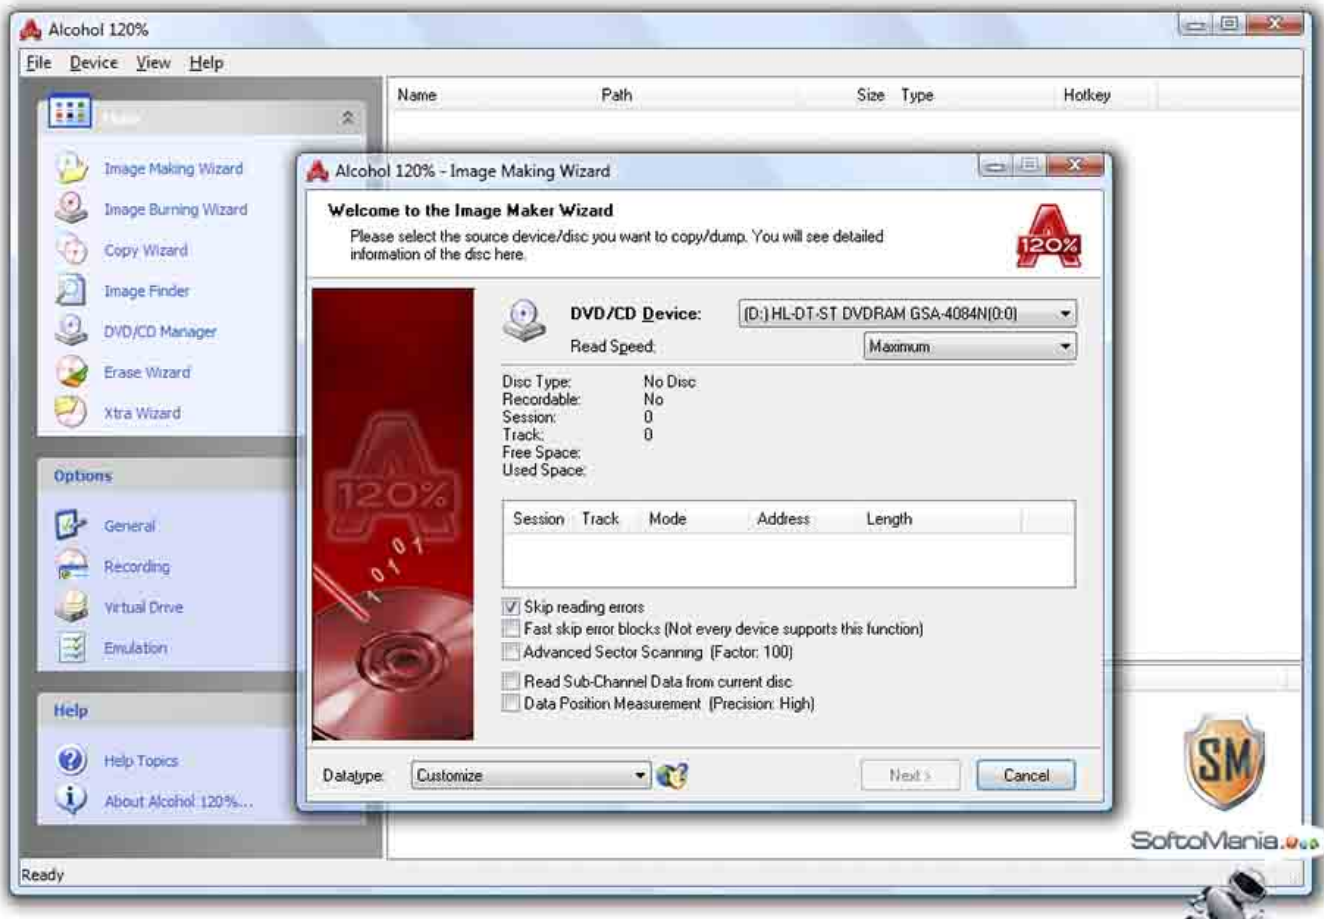 Alcohol 120%
File Device View Help
Name Path Size Type Hotkey
Main
Image Making Wizard
Image Burning Wizard
Copy Wizard
Image Finder
DVD/CD Manager
Erase Wizard
Xtra Wizard
Options
General
Recording
Virtual Drive
Emulation
Help
Help Topics
About Alcohol 120%...
Ready
Alcohol 120% - Image Making Wizard
Welcome to the Image Maker Wizard
Please select the source device/disc you want to copy/dump. You will see detailed
information of the disc here.
120%
DVD/CD Device: (D:) HL-DT-ST DVDRAM GSA-4084N(0:0)
Read Speed: Maximum
Disc Type: No Disc
Recordable: No
Session: 0
Track: 0
Free Space:
Used Space:
120%
0101
Session Track Mode Address Length
Skip reading errors
Fast skip error blocks (Not every device supports this function)
Advanced Sector Scanning (Factor: 100)
Read Sub-Channel Data from current disc
Data Position Measurement (Precision: High)
Datatype: Customize
Next > Cancel
SM
SoftoMania